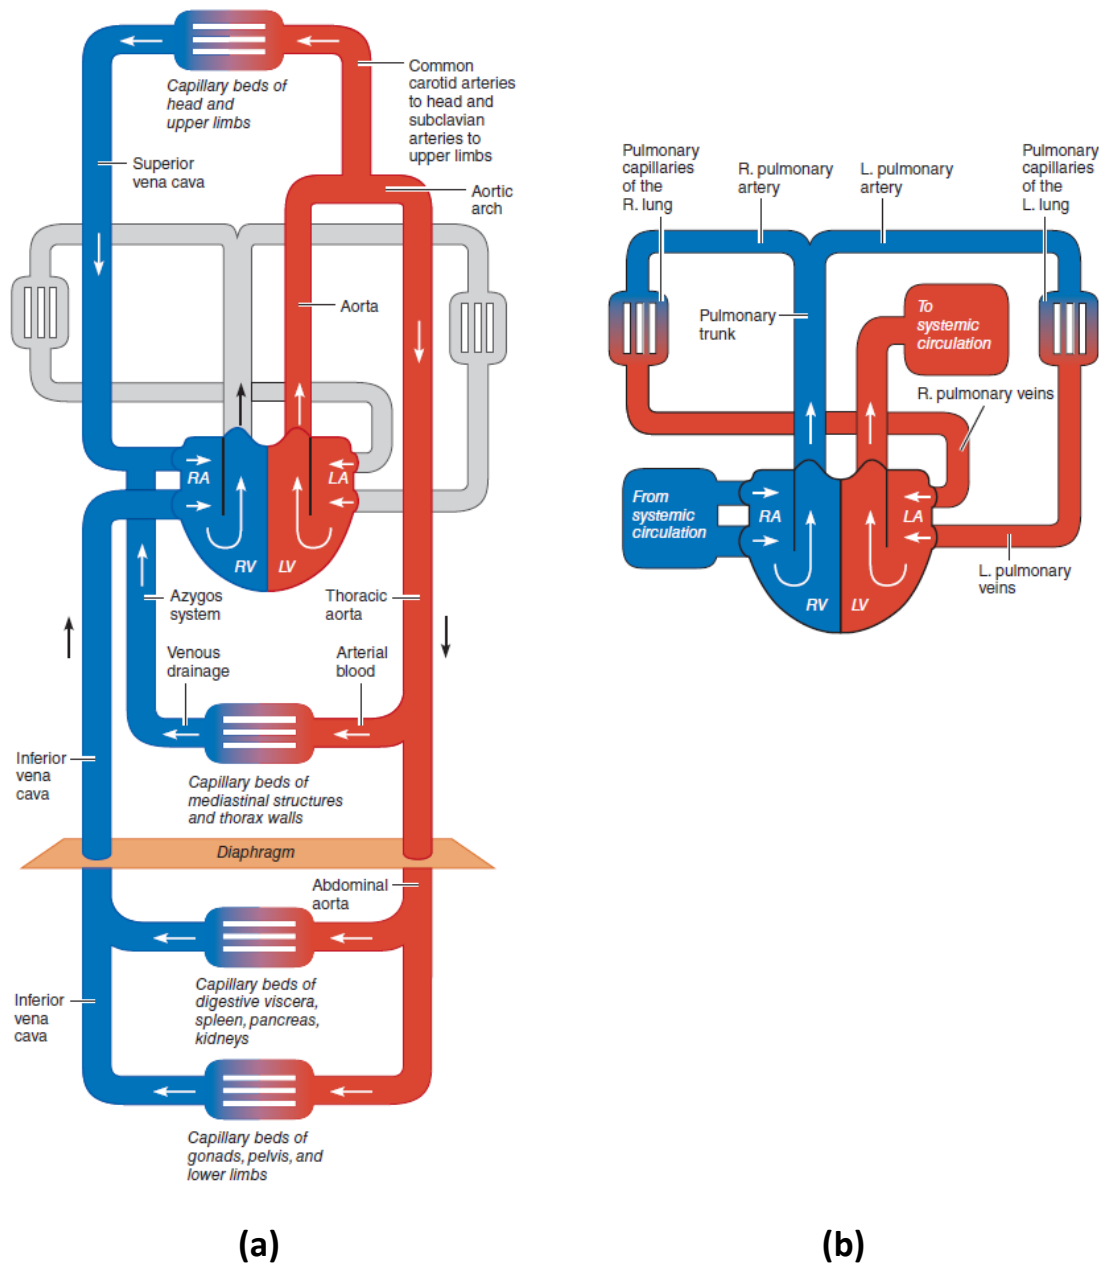 Capillary beds of
head and
upper limbs
Common
carotid arteries
to head and
subclavian
arteries to
upper limbs
Superior
vena cava
Aortic
arch
Aorta
RA
LA
RV
LV
Azygos
system
Thoracic
aorta
Venous
drainage
Arterial
blood
Inferior
vena
cava
Capillary beds of
mediastinal structures
and thorax walls
Diaphragm
Abdominal
aorta
Capillary beds of
digestive viscera,
spleen, pancreas,
kidneys
Inferior
vena
cava
Capillary beds of
gonads, pelvis, and
lower limbs
(a)
Pulmonary
capillaries
of the
R. lung
R. pulmonary
artery
L. pulmonary
artery
Pulmonary
capillaries
of the
L. lung
Pulmonary
trunk
To
systemic
circulation
R. pulmonary veins
From
systemic
circulation
RA
LA
RV
LV
L. pulmonary
veins
(b)